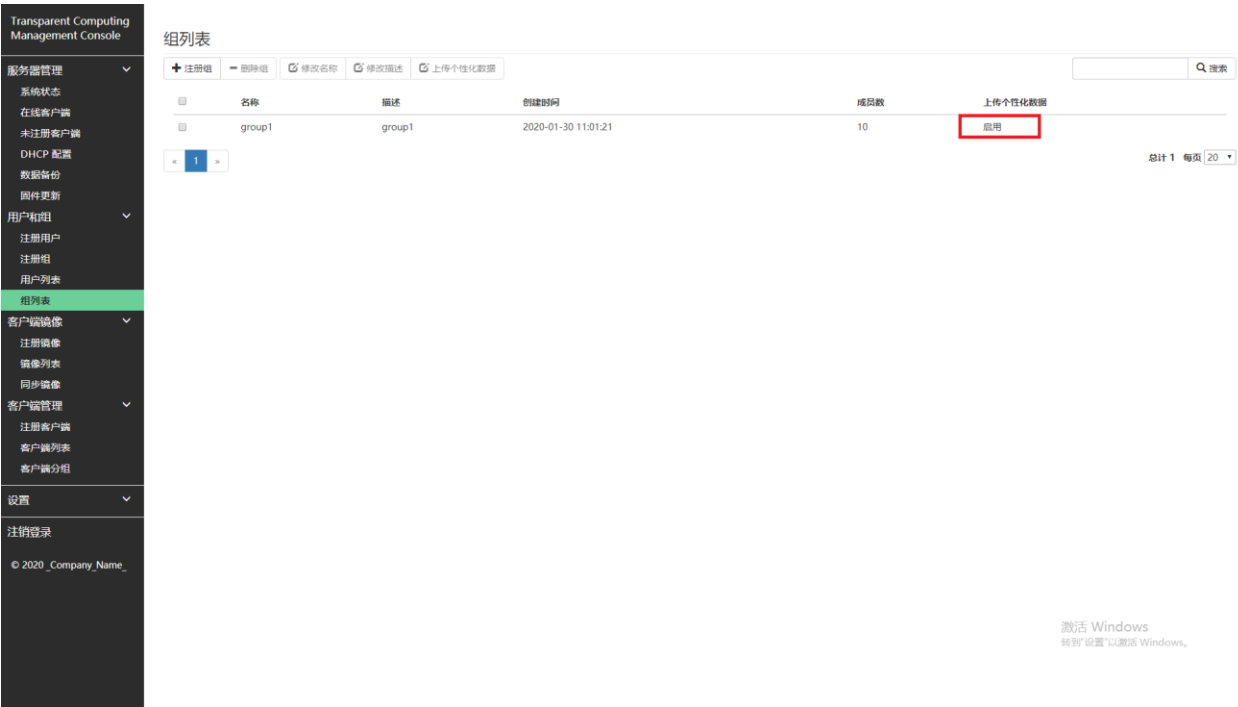 Transparent Computing
Management Console
服务器管理
系统状态
在线客户端
未注册客户端
DHCP 配置
数据备份
固件更新
用户和组
注册用户
注册组
用户列表
组列表
客户端镜像
注册镜像
镜像列表
同步镜像
客户端管理
注册客户端
客户端列表
客户端分组
设置
注销登录
© 2020 _Company_Name_
组列表
注册组 删除组 修改名称 修改描述 上传个性化数据 搜索
名称 描述 创建时间 成员数 上传个性化数据
group1 group1 2020-01-30 11:01:21 10 启用
« 1 » 总计 1 每页 20
激活 Windows
转到"设置"以激活 Windows。